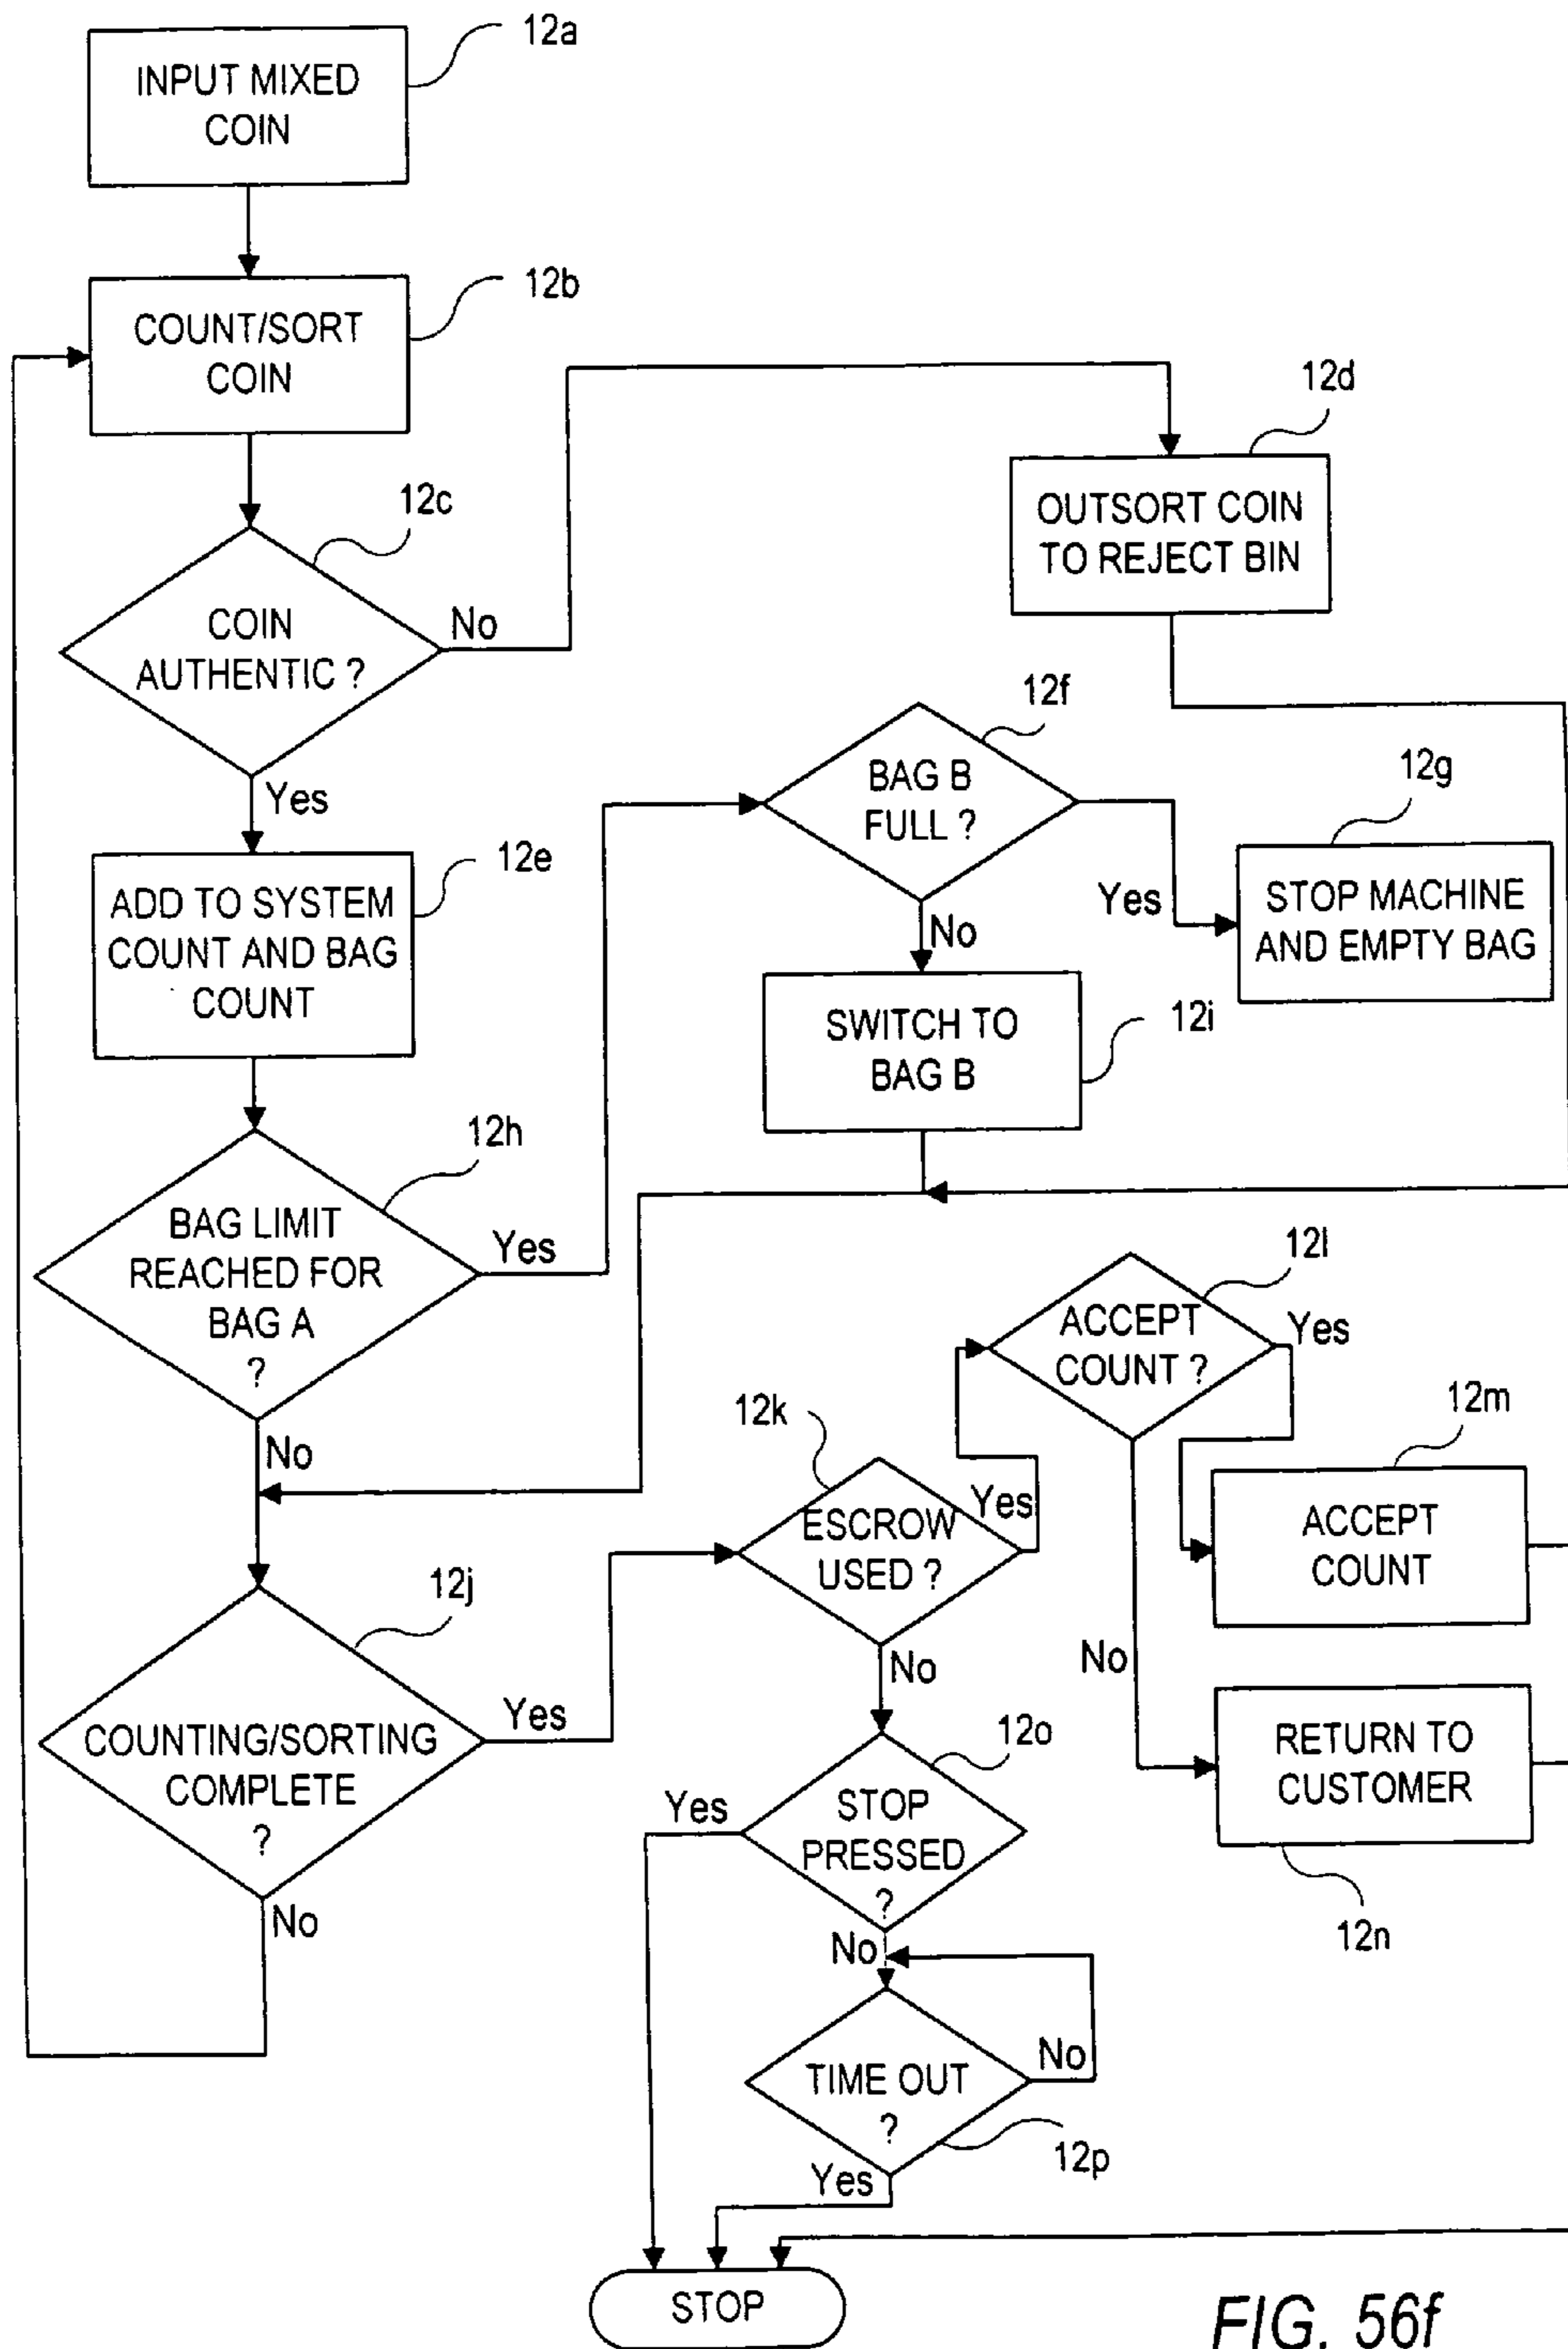 12a
INPUT MIXED
COIN
12b
COUNT/SORT
COIN
12c
COIN
AUTHENTIC ?
No
Yes
12d
OUTSORT COIN
TO REJECT BIN
12e
ADD TO SYSTEM
COUNT AND BAG
COUNT
12f
BAG B
FULL ?
Yes
No
12g
STOP MACHINE
AND EMPTY BAG
12h
BAG LIMIT
REACHED FOR
BAG A
?
Yes
No
12i
SWITCH TO
BAG B
12j
COUNTING/SORTING
COMPLETE
?
Yes
No
12k
ESCROW
USED ?
Yes
No
12l
ACCEPT
COUNT ?
Yes
No
12m
ACCEPT
COUNT
RETURN TO
CUSTOMER
12n
12o
STOP
PRESSED
?
Yes
No
TIME OUT
?
No
Yes
12p
STOP
FIG. 56f